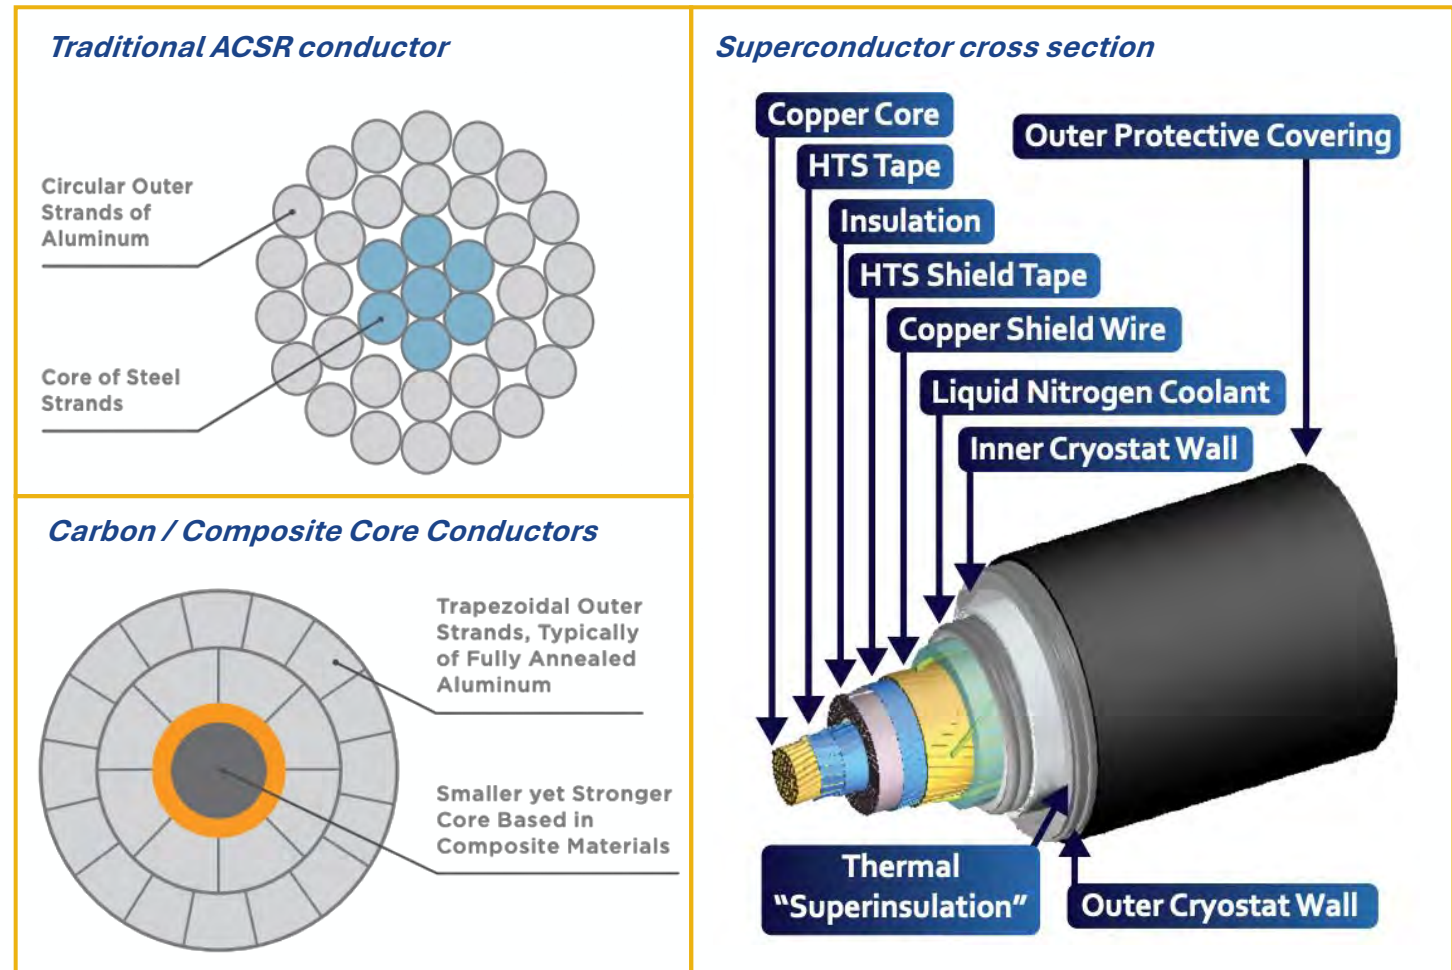 Traditional ACSR conductor
Circular Outer
Strands of
Aluminum
Core of Steel
Strands
Carbon / Composite Core Conductors
Trapezoidal Outer
Strands, Typically
of Fully Annealed
Aluminum
Smaller yet Stronger
Core Based in
Composite Materials
Superconductor cross section
Copper Core
Outer Protective Covering
HTS Tape
Insulation
HTS Shield Tape
Copper Shield Wire
Liquid Nitrogen Coolant
Inner Cryostat Wall
Thermal
“Superinsulation”
Outer Cryostat Wall